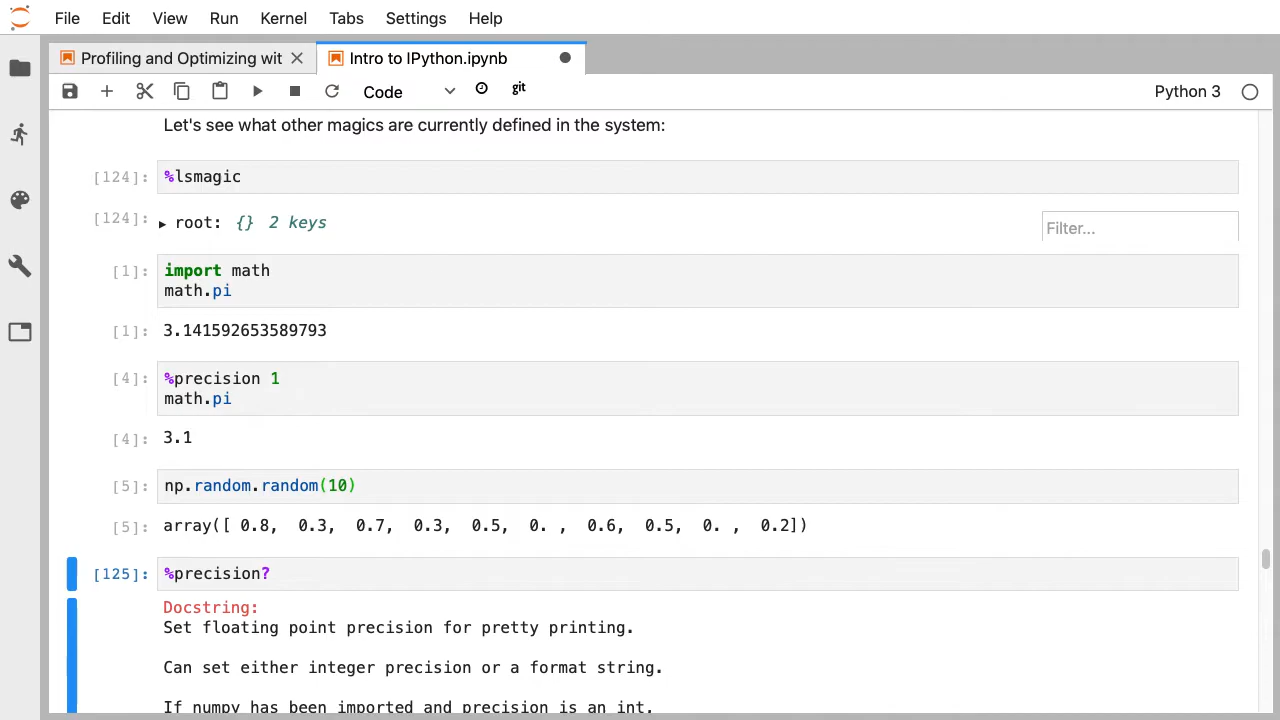 File Edit View Run Kernel Tabs Settings Help
Profiling and Optimizing wit
Intro to IPython.ipynb
Code
git
Python 3
Let's see what other magics are currently defined in the system:
[124]: %lsmagic
[124]: root: {} 2 keys
Filter...
[1]: import math
math.pi
[1]: 3.141592653589793
[4]: %precision 1
math.pi
[4]: 3.1
[5]: np.random.random(10)
[5]: array([ 0.8,  0.3,  0.7,  0.3,  0.5,  0. ,  0.6,  0.5,  0. ,  0.2])
[125]: %precision?
Docstring:
Set floating point precision for pretty printing.
Can set either integer precision or a format string.
If numpy has been imported and precision is an int,